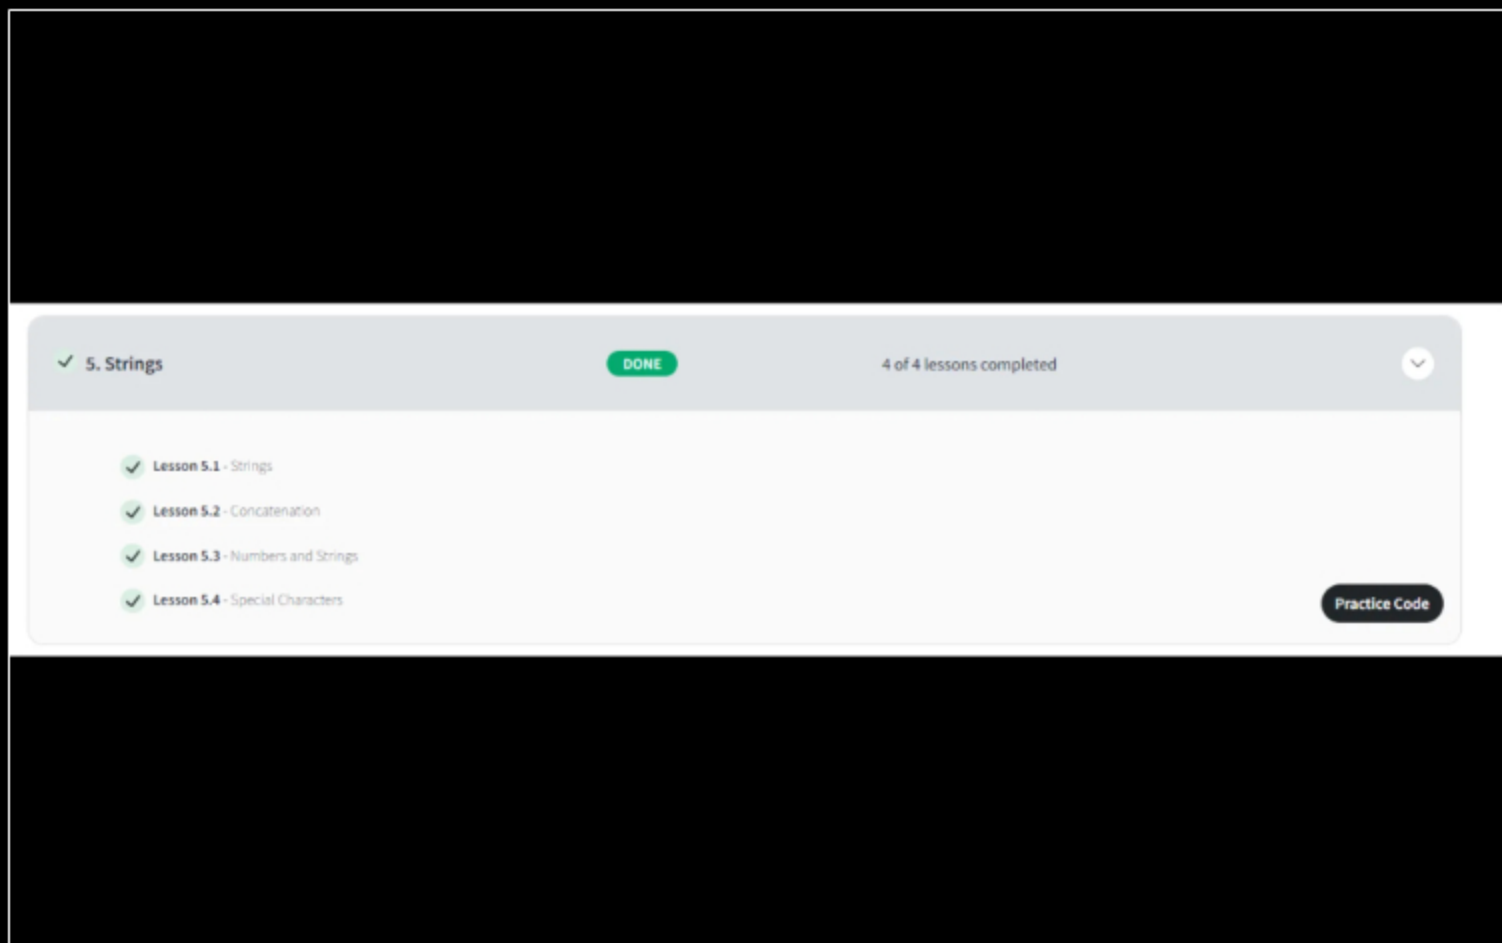 5. Strings
DONE
4 of 4 lessons completed
Lesson 5.1 - Strings
Lesson 5.2 - Concatenation
Lesson 5.3 - Numbers and Strings
Lesson 5.4 - Special Characters
Practice Code